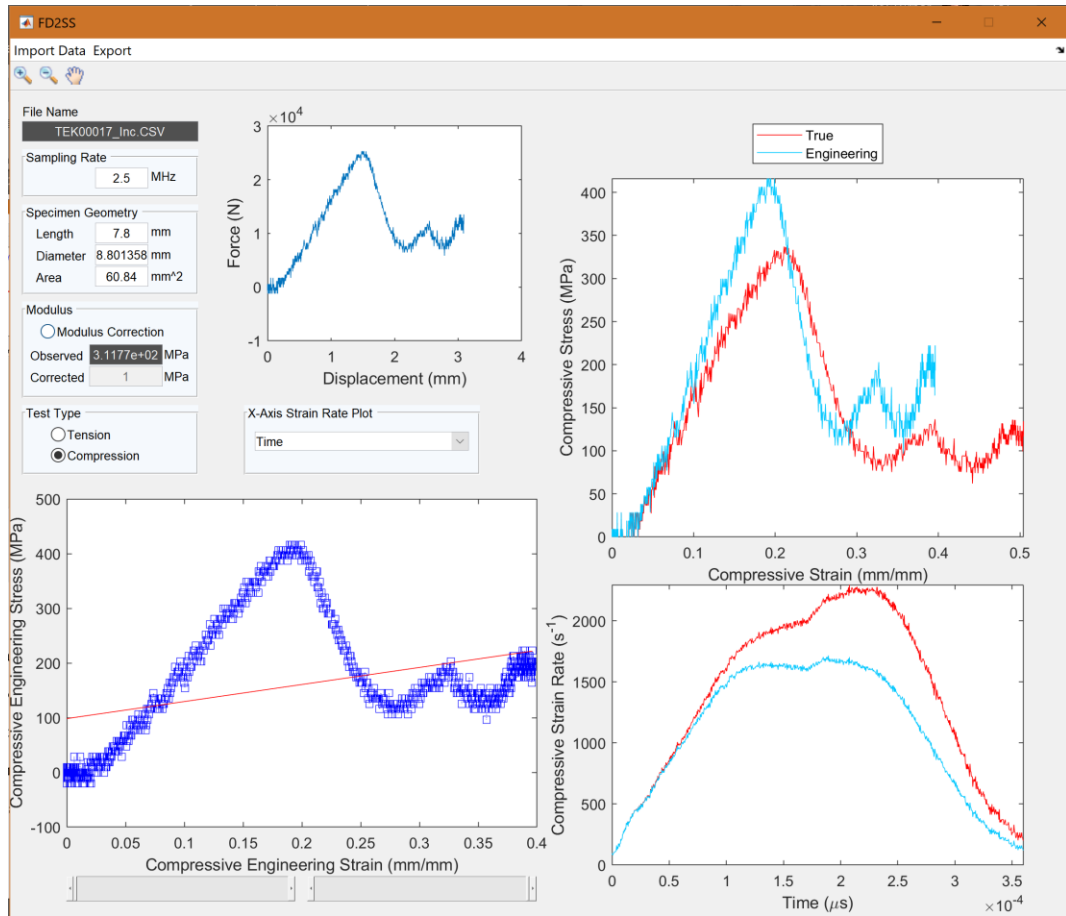 FD2SS
Import Data Export
File Name
TEK00017_Inc.CSV
Sampling Rate
2.5 MHz
Specimen Geometry
Length 7.8 mm
Diameter 8.801358 mm
Area 60.84 mm^2
Modulus
Modulus Correction
Observed 3.1177e+02 MPa
Corrected 1 MPa
Test Type
Tension
Compression
×10⁴
3
2
1
0
-1
Force (N)
0 1 2 3 4
Displacement (mm)
X-Axis Strain Rate Plot
Time
True
Engineering
400
350
300
250
200
150
100
50
0
Compressive Stress (MPa)
0 0.1 0.2 0.3 0.4 0.5
Compressive Strain (mm/mm)
500
400
300
200
100
0
-100
Compressive Engineering Stress (MPa)
0 0.05 0.1 0.15 0.2 0.25 0.3 0.35 0.4
Compressive Engineering Strain (mm/mm)
2000
1500
1000
500
0
Compressive Strain Rate (s⁻¹)
0 0.5 1 1.5 2 2.5 3 3.5
Time (μs)
×10⁻⁴